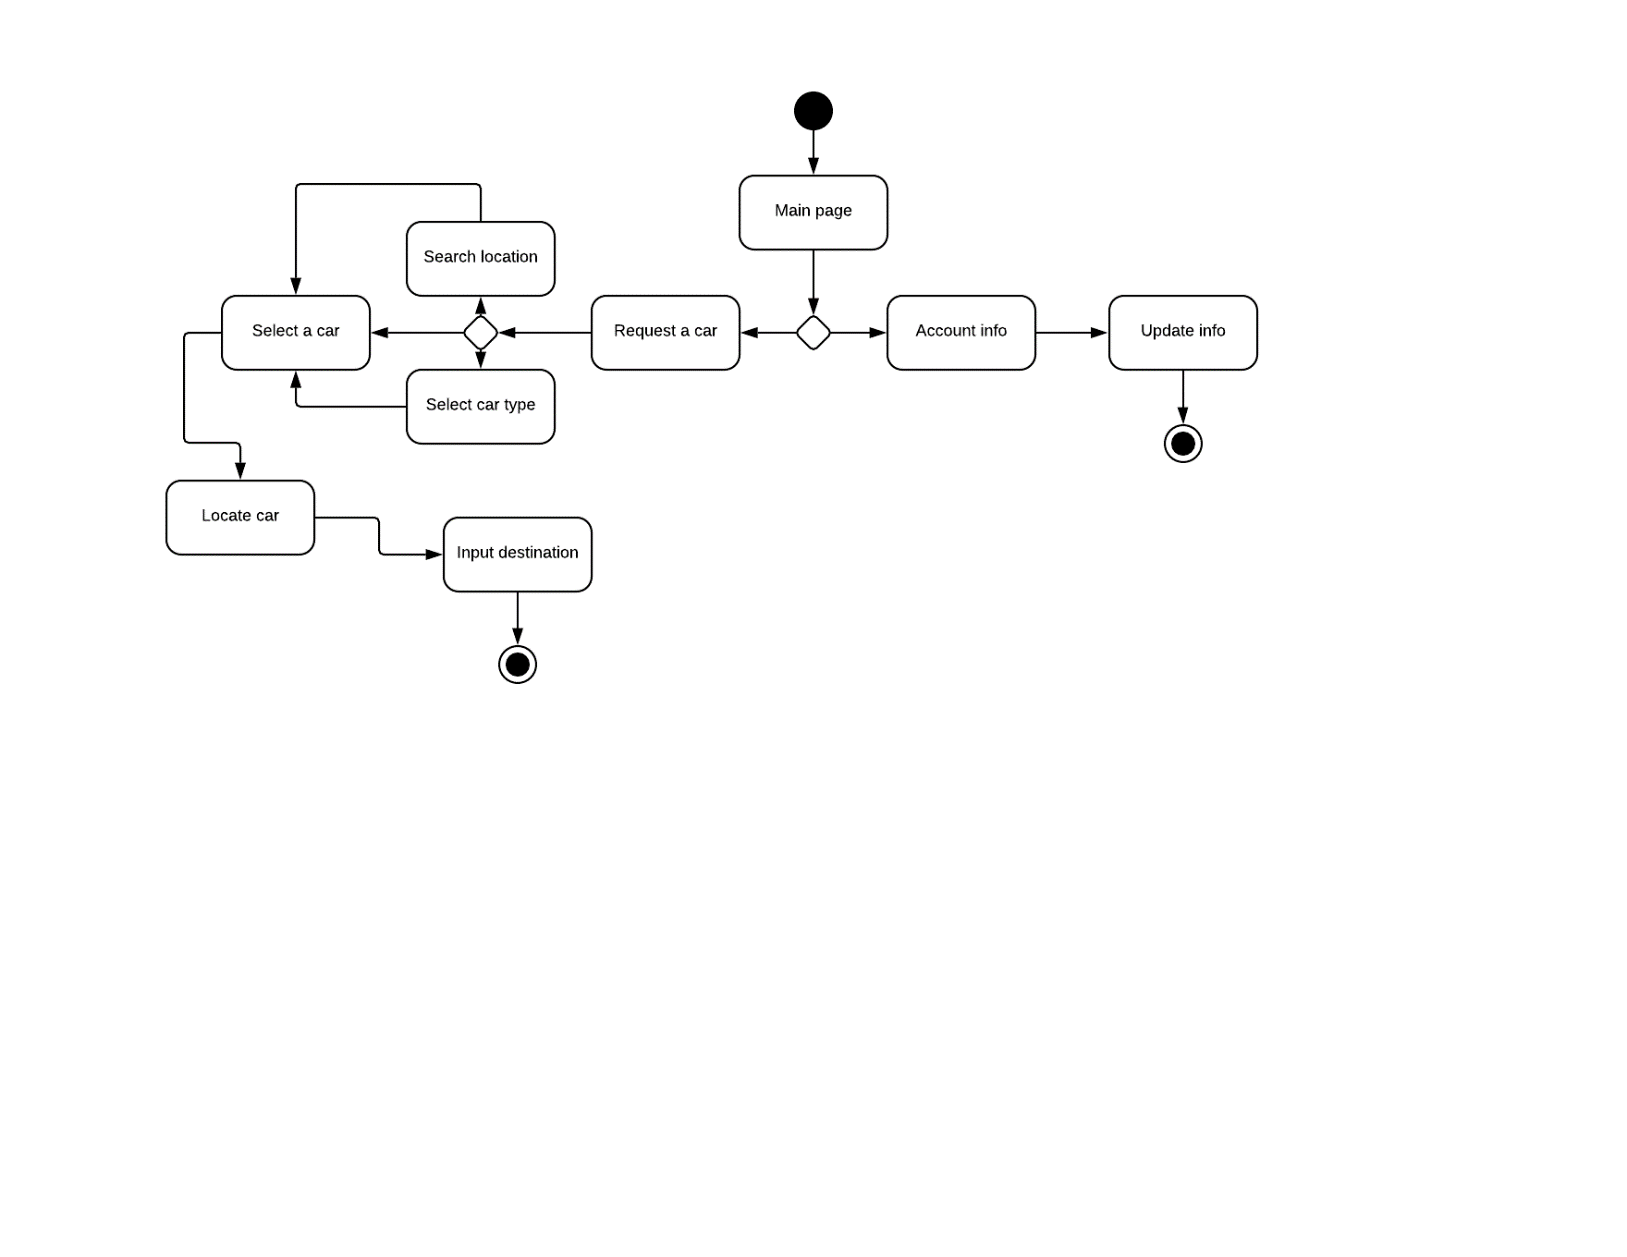 Main page
Search location
Select a car
Request a car
Account info
Update info
Select car type
Locate car
Input destination